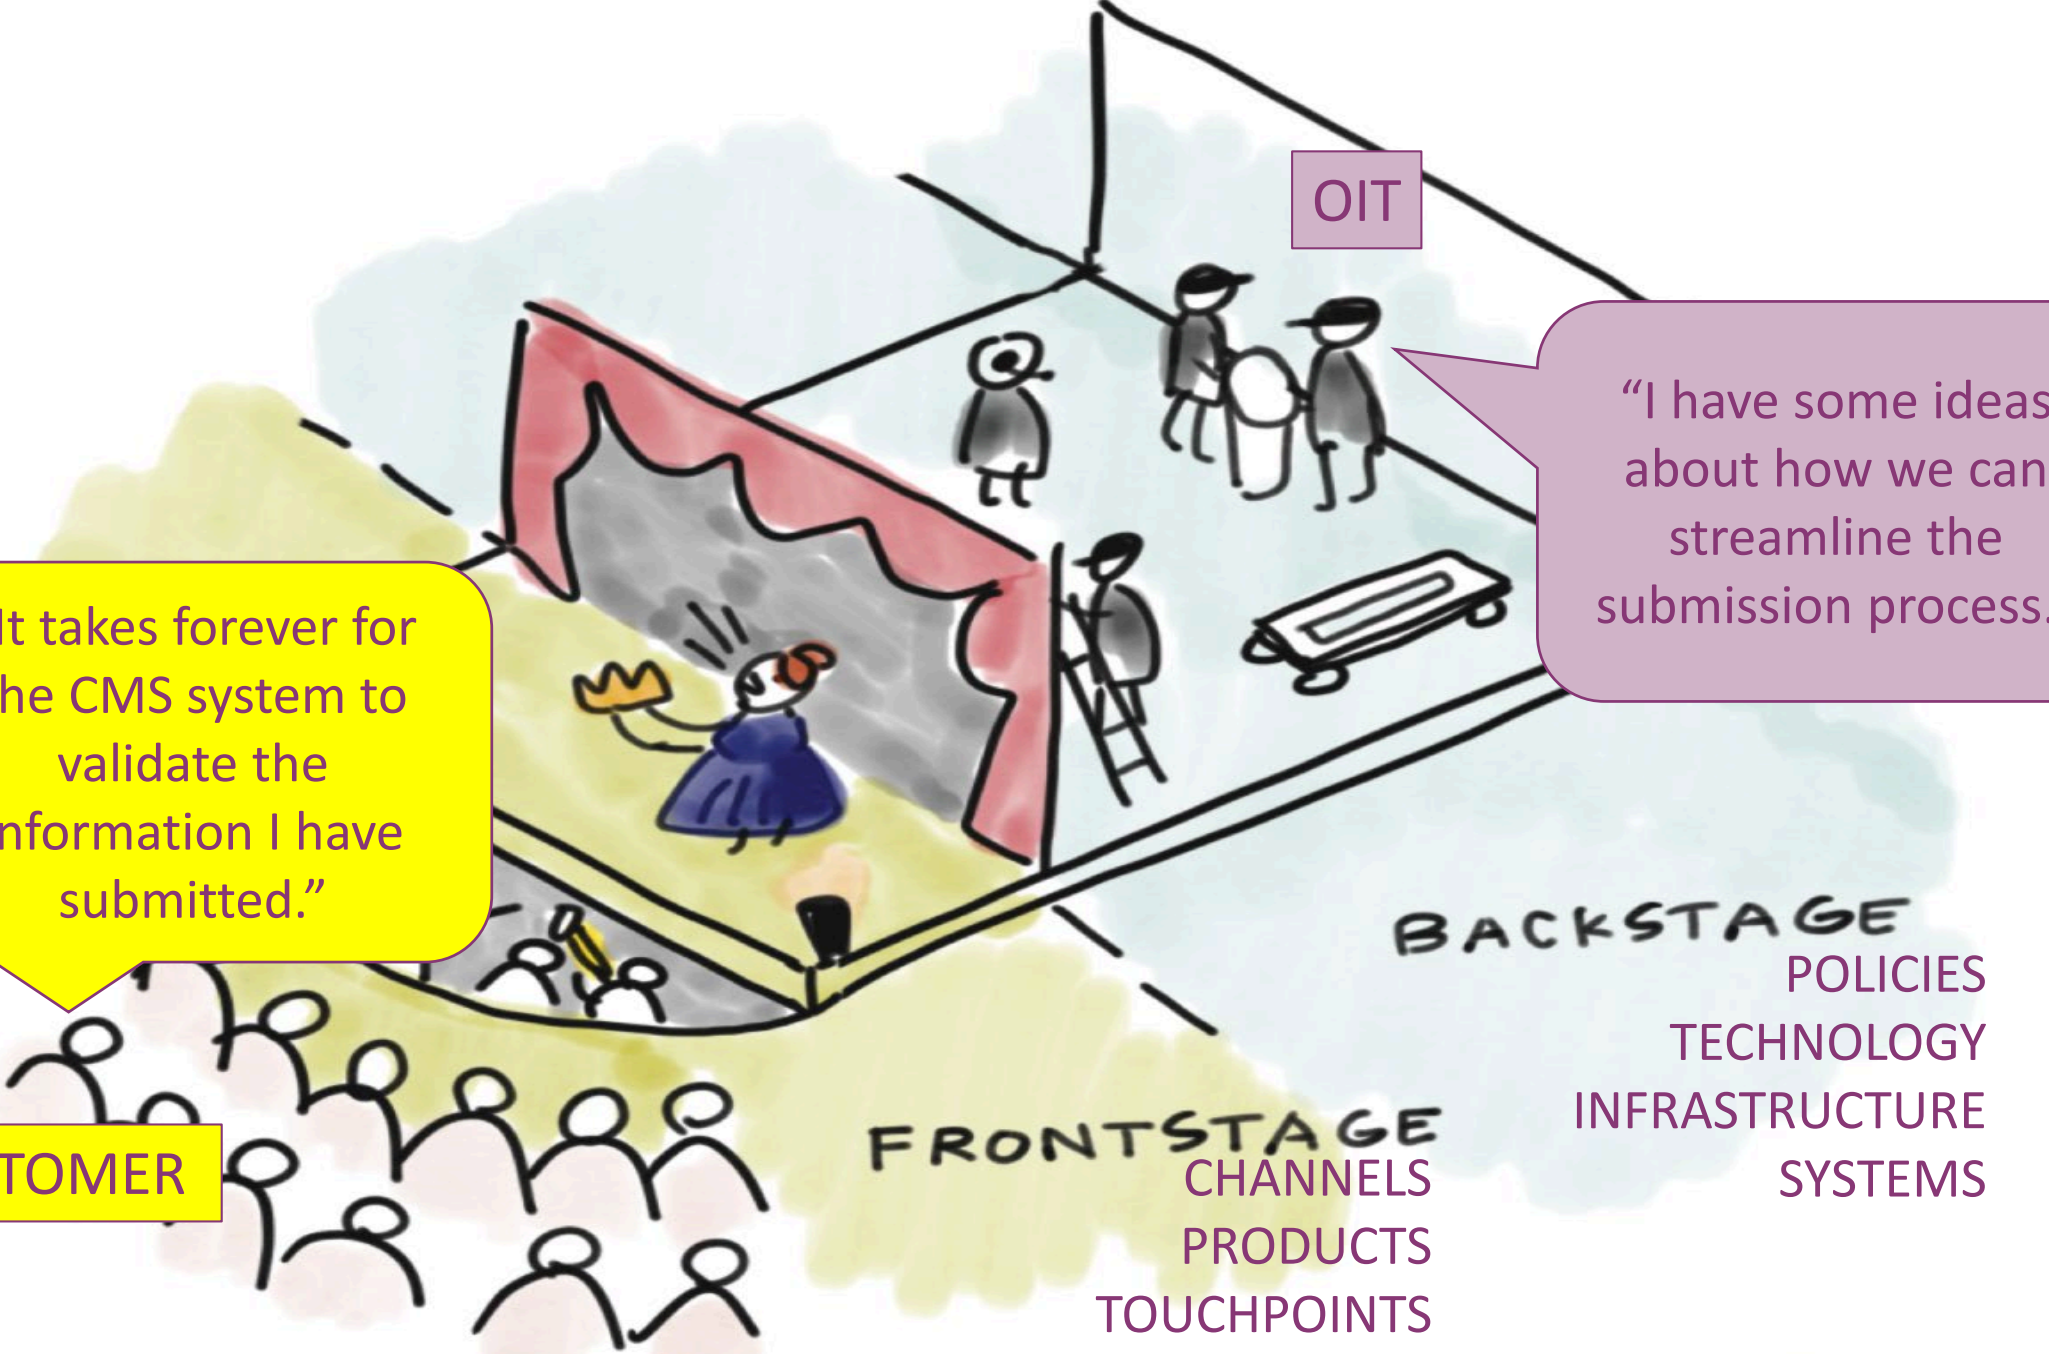 OIT
“I have some ideas
about how we can
streamline the
submission process.
It takes forever for
he CMS system to
validate the
nformation I have
submitted.”
TOMER
BACKSTAGE
POLICIES
TECHNOLOGY
INFRASTRUCTURE
SYSTEMS
FRONTSTAGE
CHANNELS
PRODUCTS
TOUCHPOINTS